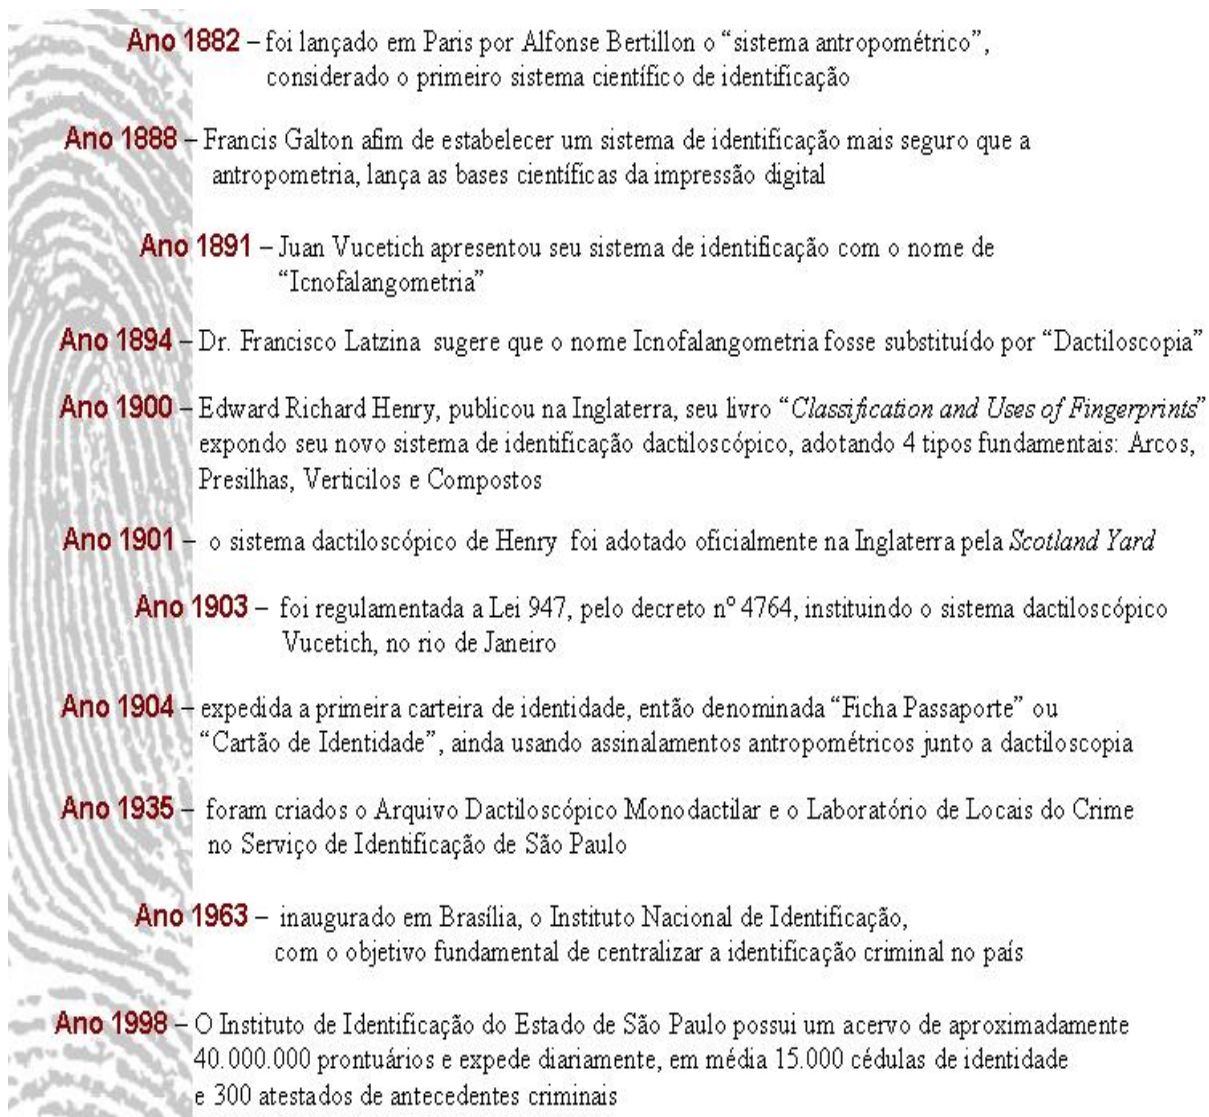 Ano 1882 – foi lançado em Paris por Alfonse Bertillon o “sistema antropométrico”,
considerado o primeiro sistema científico de identificação
Ano 1888 – Francis Galton afim de estabelecer um sistema de identificação mais seguro que a
antropometria, lança as bases científicas da impressão digital
Ano 1891 – Juan Vucetich apresentou seu sistema de identificação com o nome de
“Icnofalangometria”
Ano 1894 – Dr. Francisco Latzina sugere que o nome Icnofalangometria fosse substituído por “Dactiloscopia”
Ano 1900 – Edward Richard Henry, publicou na Inglaterra, seu livro “Classification and Uses of Fingerprints”
expondo seu novo sistema de identificação dactiloscópico, adotando 4 tipos fundamentais: Arcos,
Presilhas, Verticilos e Compostos
Ano 1901 – o sistema dactiloscópico de Henry foi adotado oficialmente na Inglaterra pela Scotland Yard
Ano 1903 – foi regulamentada a Lei 947, pelo decreto nº 4764, instituindo o sistema dactiloscópico
Vucetich, no rio de Janeiro
Ano 1904 – expedida a primeira carteira de identidade, então denominada “Ficha Passaporte” ou
“Cartão de Identidade”, ainda usando assinalamentos antropométricos junto a dactiloscopia
Ano 1935 – foram criados o Arquivo Dactiloscópico Monodactilar e o Laboratório de Locais do Crime
no Serviço de Identificação de São Paulo
Ano 1963 – inaugurado em Brasília, o Instituto Nacional de Identificação,
com o objetivo fundamental de centralizar a identificação criminal no país
Ano 1998 – O Instituto de Identificação do Estado de São Paulo possui um acervo de aproximadamente
40.000.000 prontuários e expede diariamente, em média 15.000 cédulas de identidade
e 300 atestados de antecedentes criminais